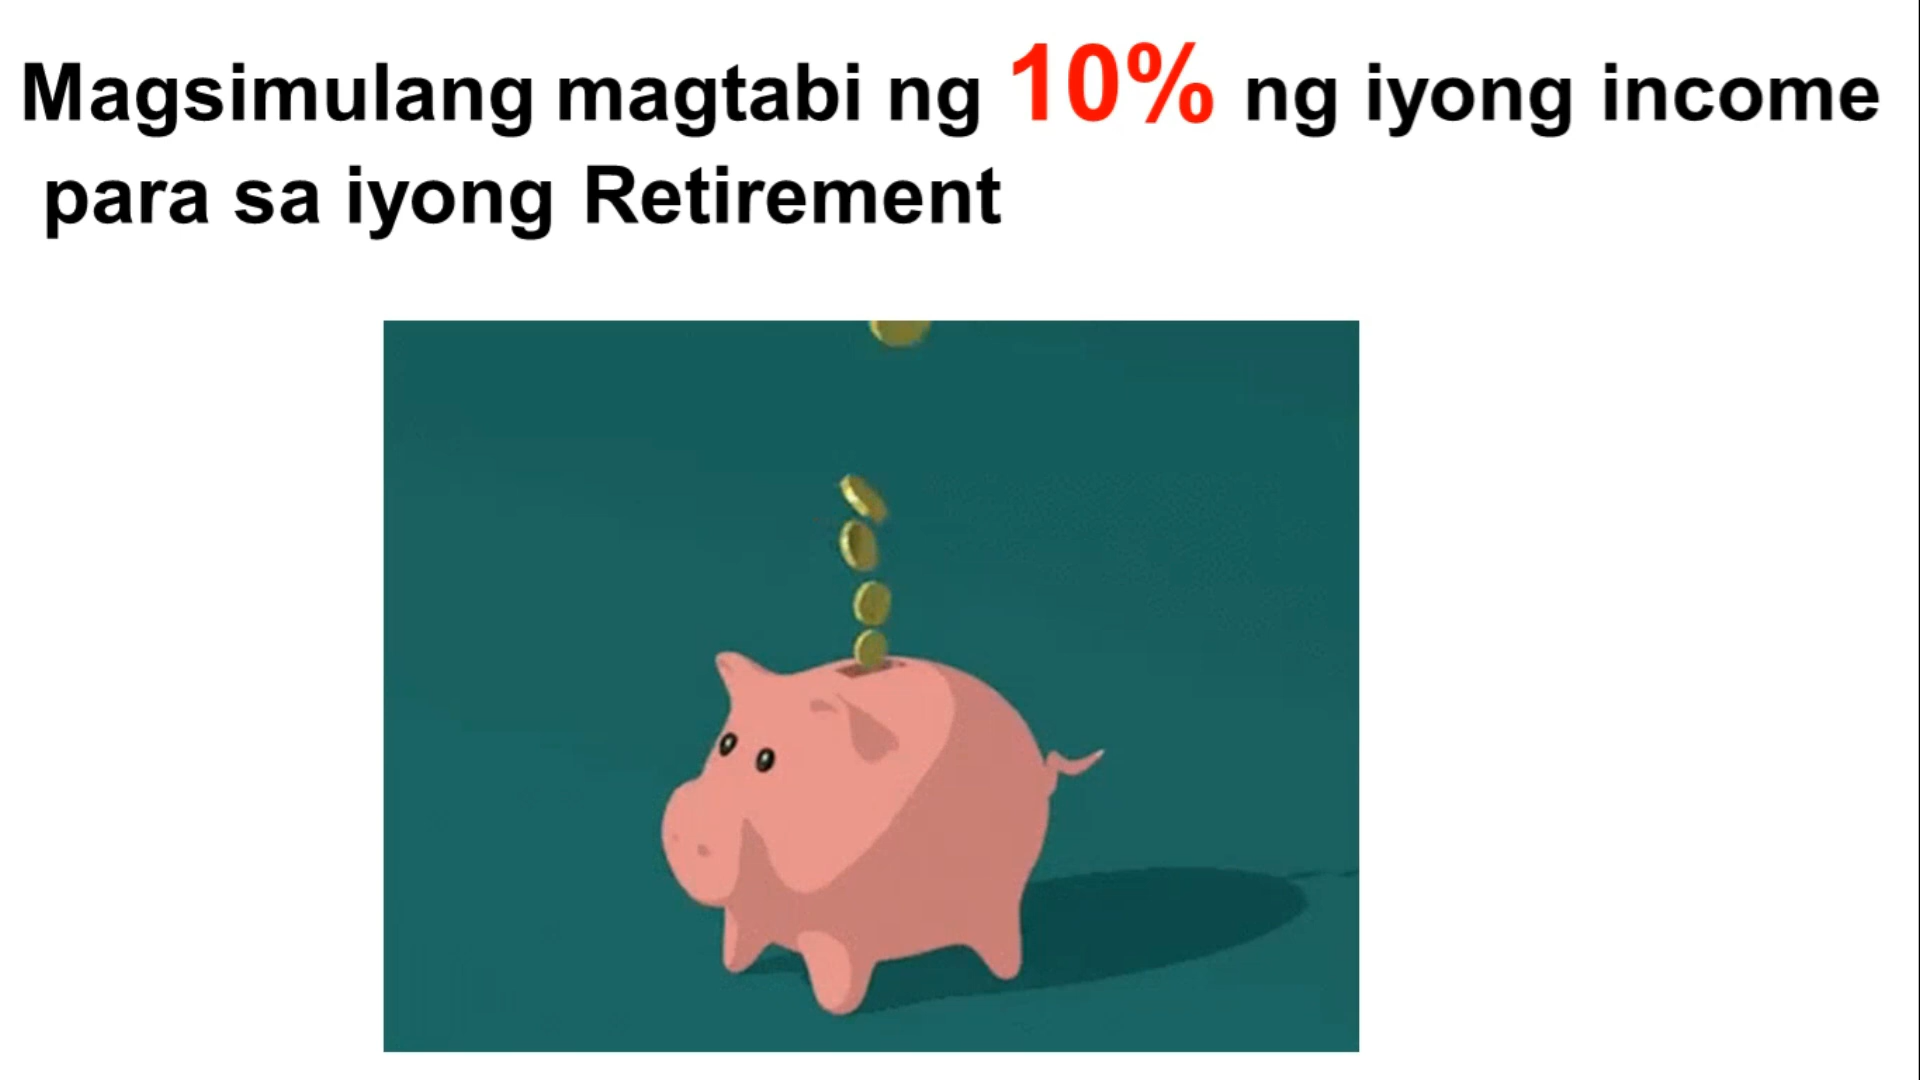 Magsimulang magtabi ng 10% ng iyong income
para sa iyong Retirement